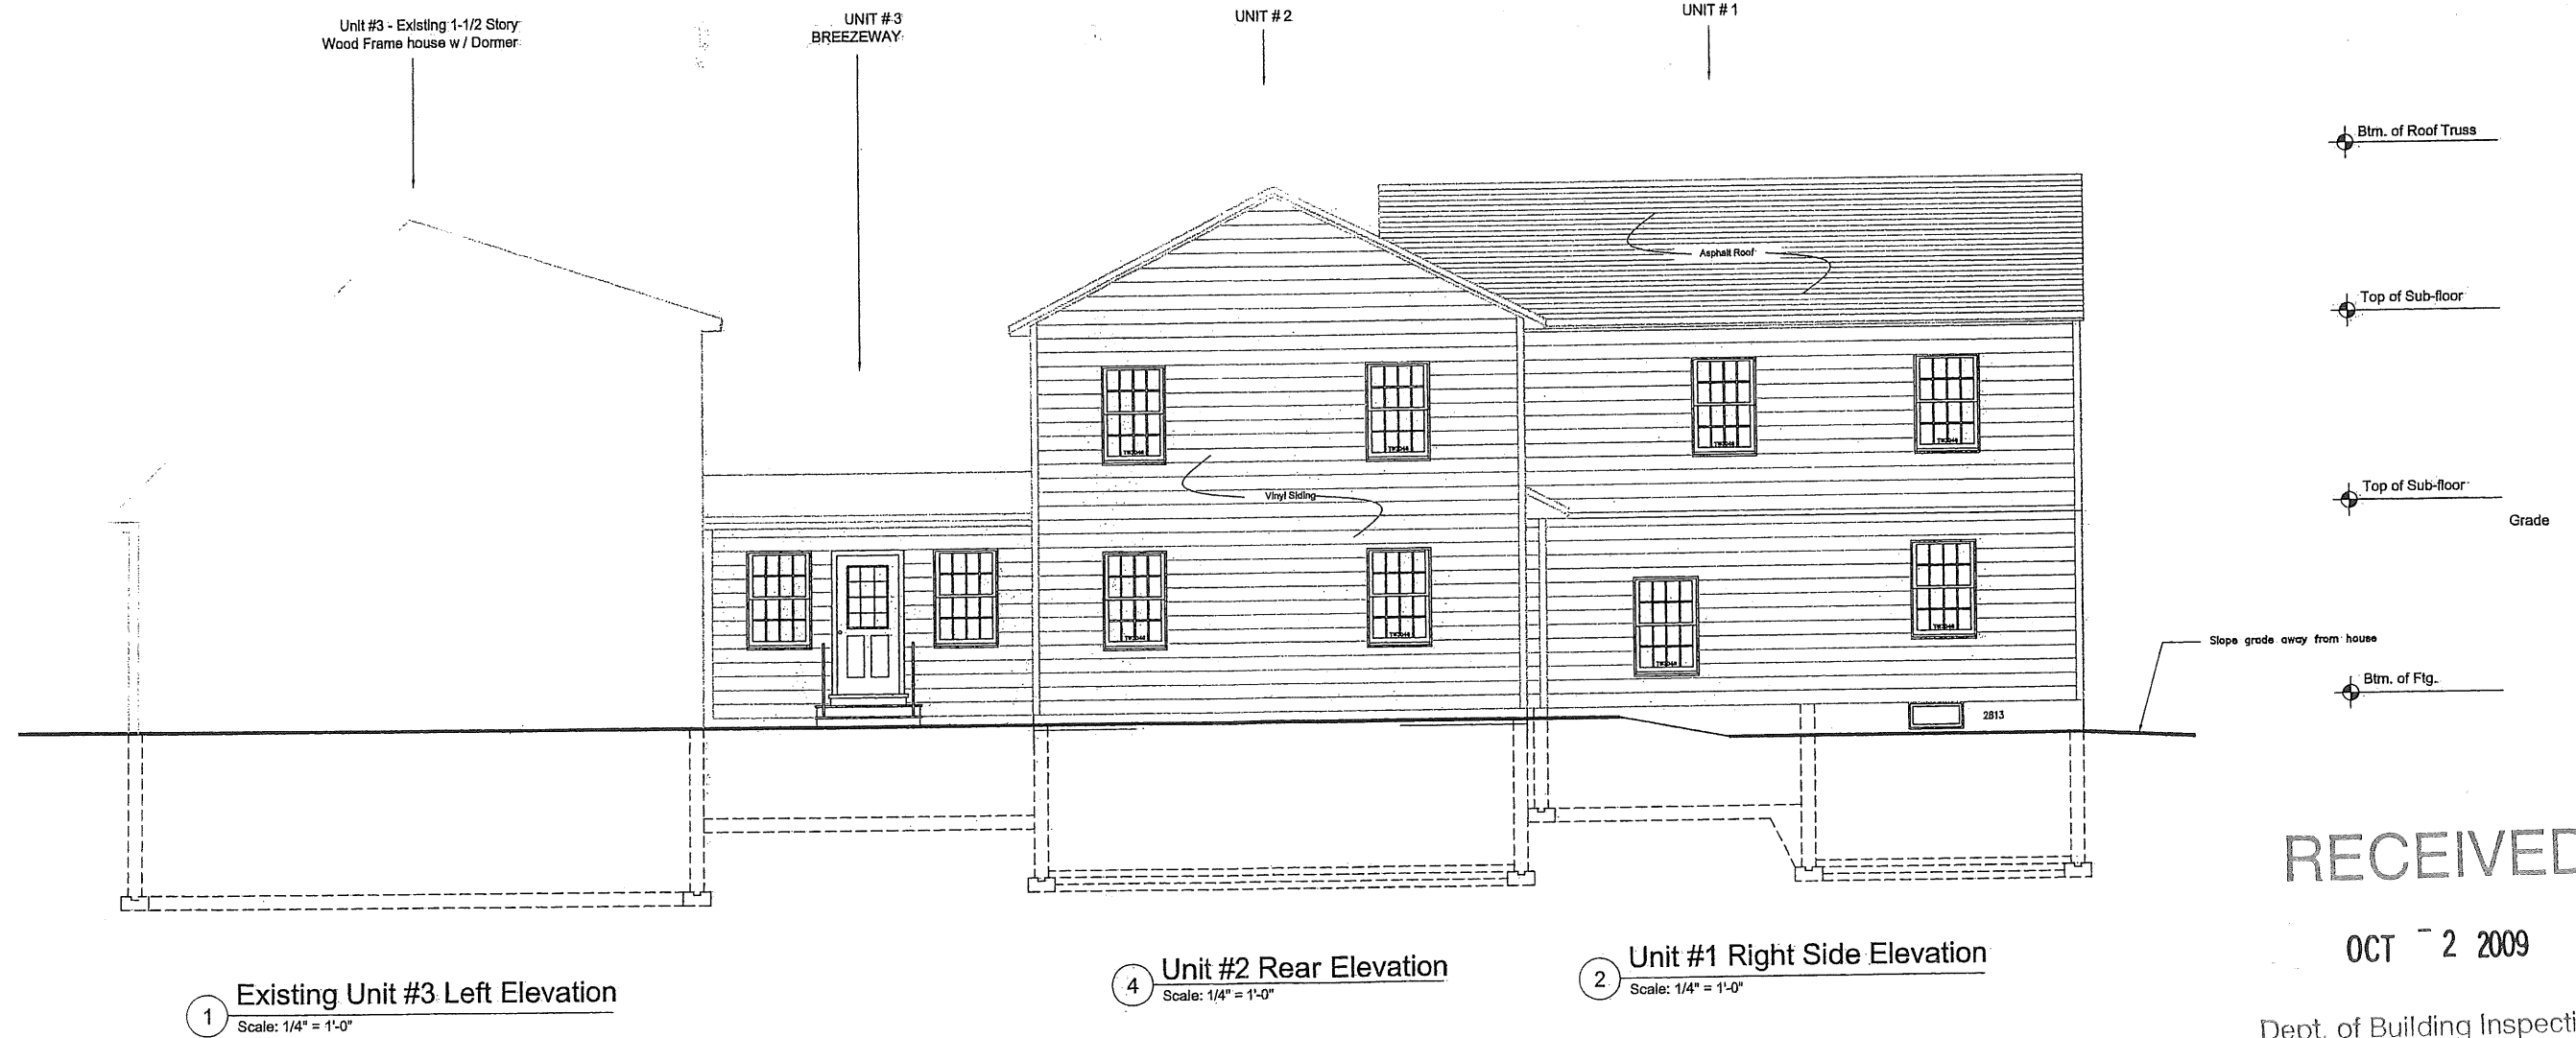 Unit #3 - Existing 1-1/2 Story
Wood Frame house w / Dormer
UNIT # 3
BREEZEWAY
UNIT # 2
UNIT # 1
Btm. of Roof Truss
Asphalt Roof
Top of Sub-floor
Vinyl Siding
Top of Sub-floor
Grade
Slope grade away from house
Btm. of Ftg.
2813
RECEIVED
OCT - 2 2009
Dept. of Building Inspecti
4 Unit #2 Rear Elevation
Scale: 1/4" = 1'-0"
2 Unit #1 Right Side Elevation
Scale: 1/4" = 1'-0"
1 Existing Unit #3 Left Elevation
Scale: 1/4" = 1'-0"